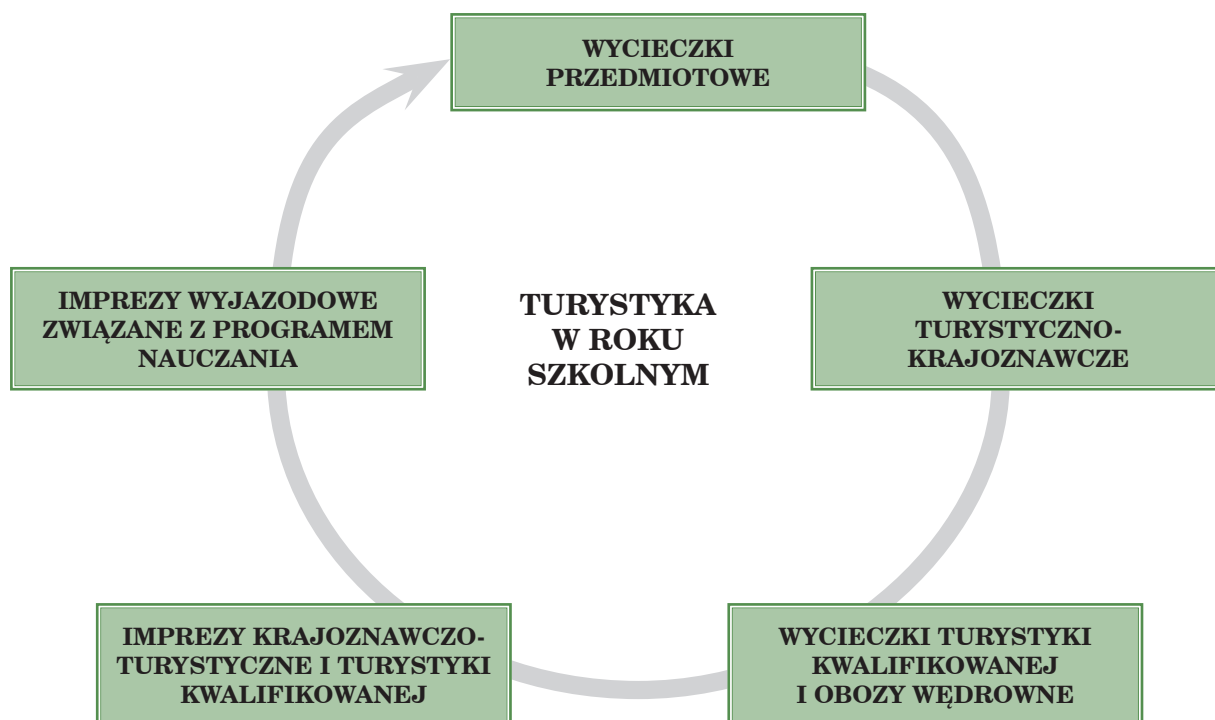 WYCIECZKI
PRZEDMIOTOWE
IMPREZY WYJAZDOWE
ZWIĄZANE Z PROGRAMEM
NAUCZANIA
TURYSTYKA
W ROKU
SZKOLNYM
WYCIECZKI
TURYSTYCZNO-
KRAJOZNAWCZE
IMPREZY KRAJOZNAWCZO-
TURYSTYCZNE I TURYSTYKI
KWALIFIKOWANEJ
WYCIECZKI TURYSTYKI
KWALIFIKOWANEJ
I OBOZY WĘDROWNE